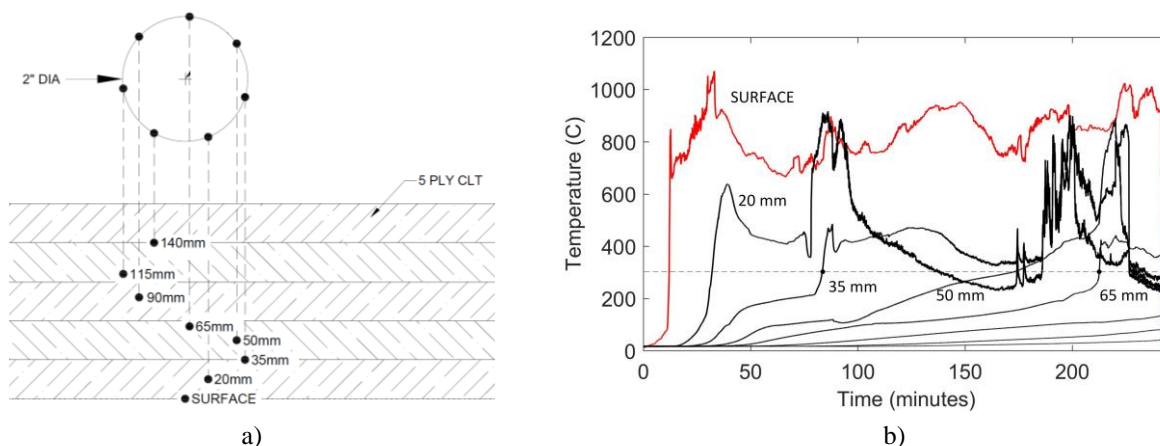 2" DIA
5 PLY CLT
140mm
115mm
90mm
65mm
50mm
35mm
20mm
SURFACE
a)
1200
1000
800
600
400
200
0
Temperature (C)
SURFACE
20 mm
35 mm
50 mm
65 mm
0
50
100
150
200
Time (minutes)
b)